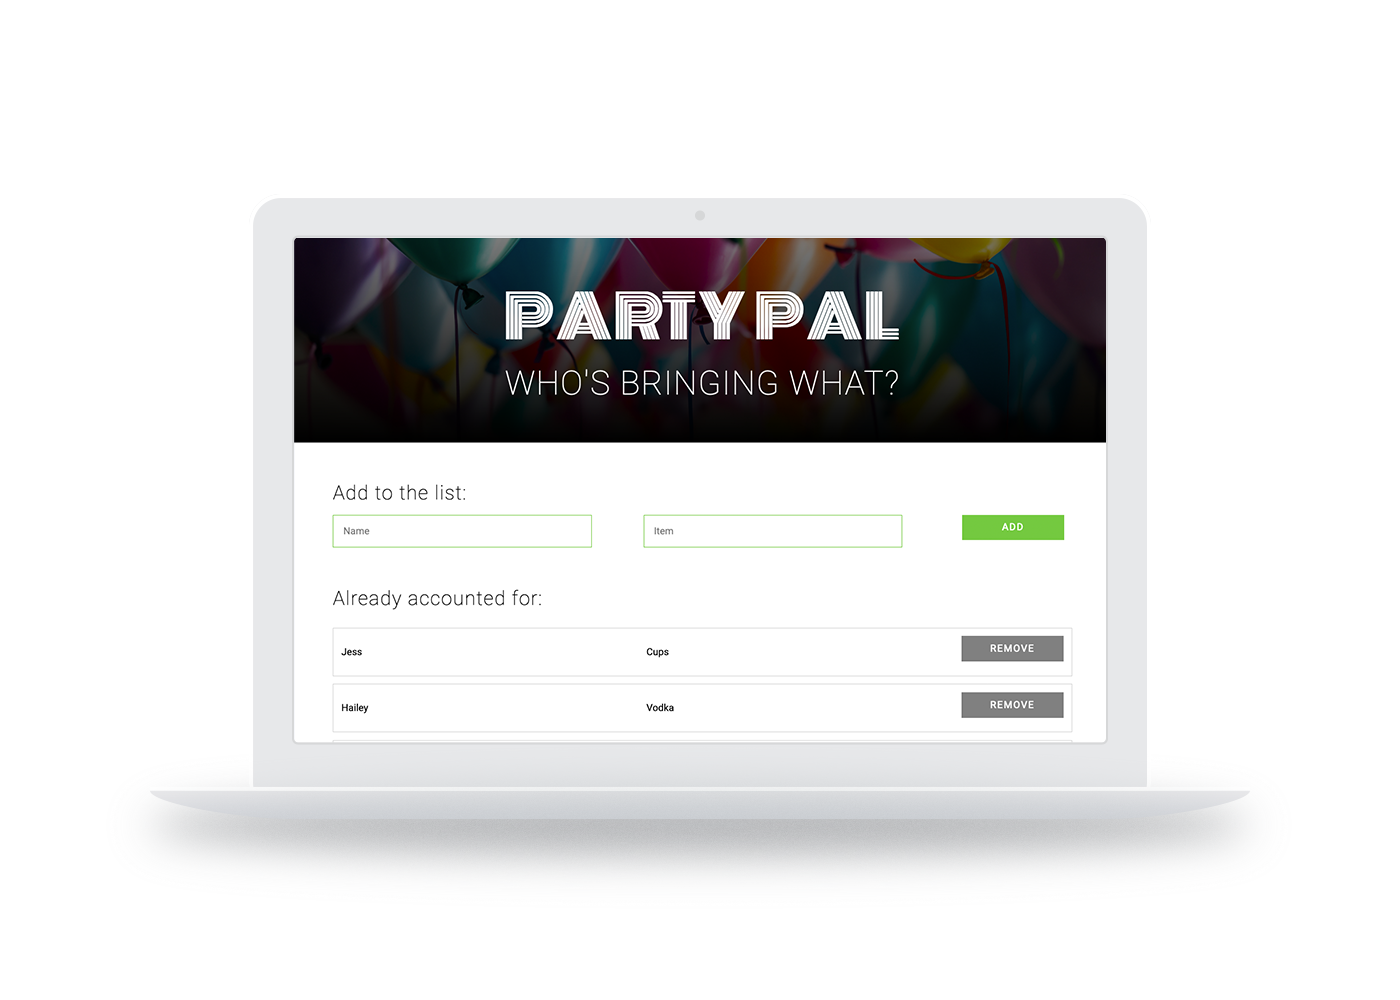 PARTY PAL
WHO'S BRINGING WHAT?
Add to the list:
Name Item ADD
Already accounted for:
Jess Cups REMOVE
Hailey Vodka REMOVE